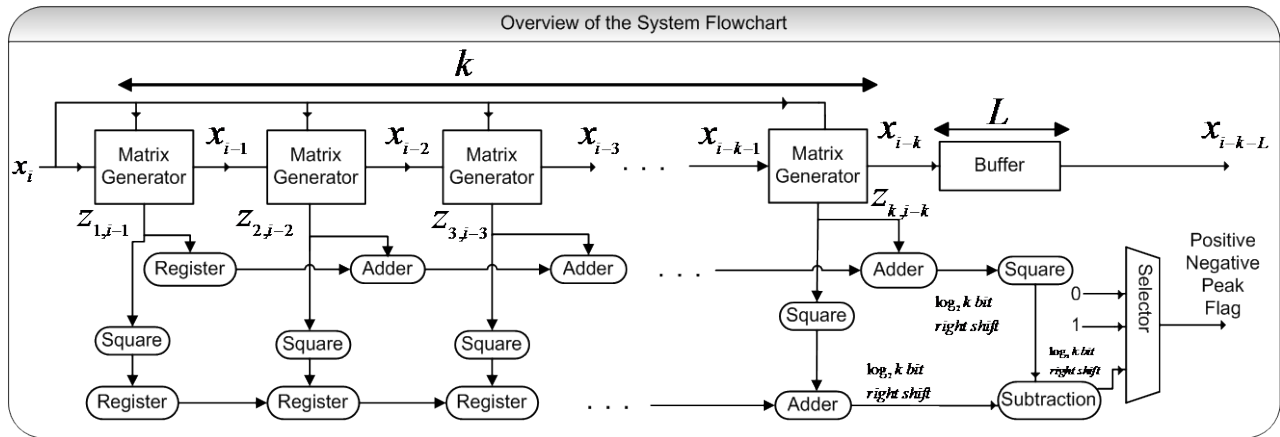 Overview of the System Flowchart
k
x_i
Matrix Generator
x_{i-1}
Matrix Generator
x_{i-2}
Matrix Generator
x_{i-3}
. . .
x_{i-k-1}
Matrix Generator
x_{i-k}
L
Buffer
x_{i-k-L}
z_{1,i-1}
z_{2,i-2}
z_{3,i-3}
z_{k,i-k}
Register
Adder
Adder
. . .
Adder
Square
Positive
Negative
Peak
Flag
Selector
0
1
log₂ k bit
right shift
log₂ k bit
right shift
Square
Square
Square
Square
Register
Register
Register
. . .
Adder
log₂ k bit
right shift
Subtraction